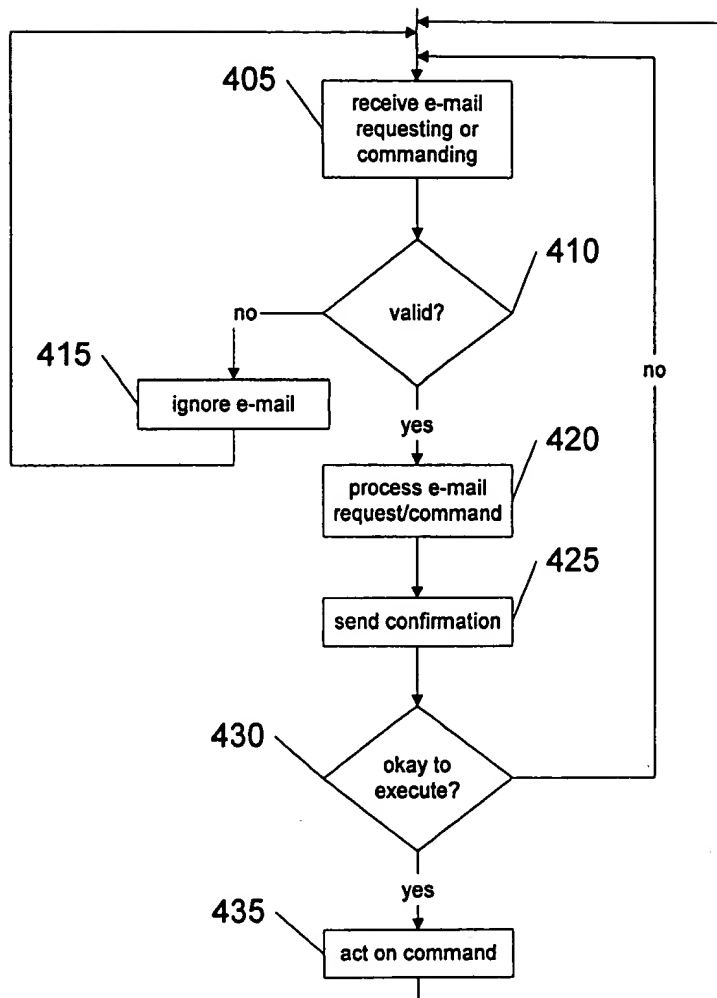 405
receive e-mail
requesting or
commanding
410
valid?
no
415
ignore e-mail
no
yes
420
process e-mail
request/command
425
send confirmation
430
okay to
execute?
yes
435
act on command